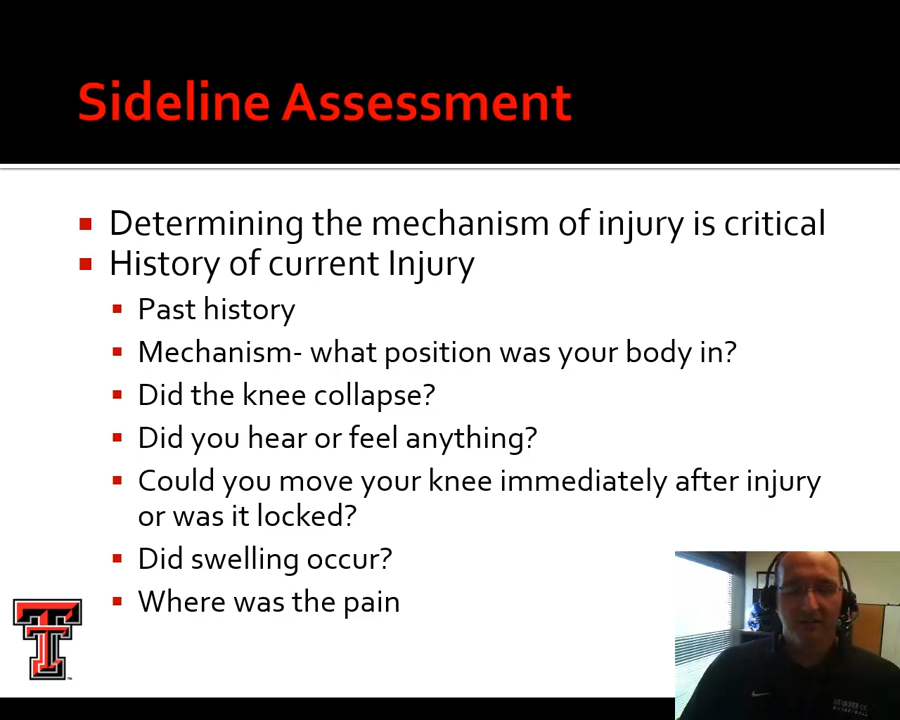 Sideline Assessment
Determining the mechanism of injury is critical
History of current Injury
Past history
Mechanism- what position was your body in?
Did the knee collapse?
Did you hear or feel anything?
Could you move your knee immediately after injury
or was it locked?
Did swelling occur?
Where was the pain